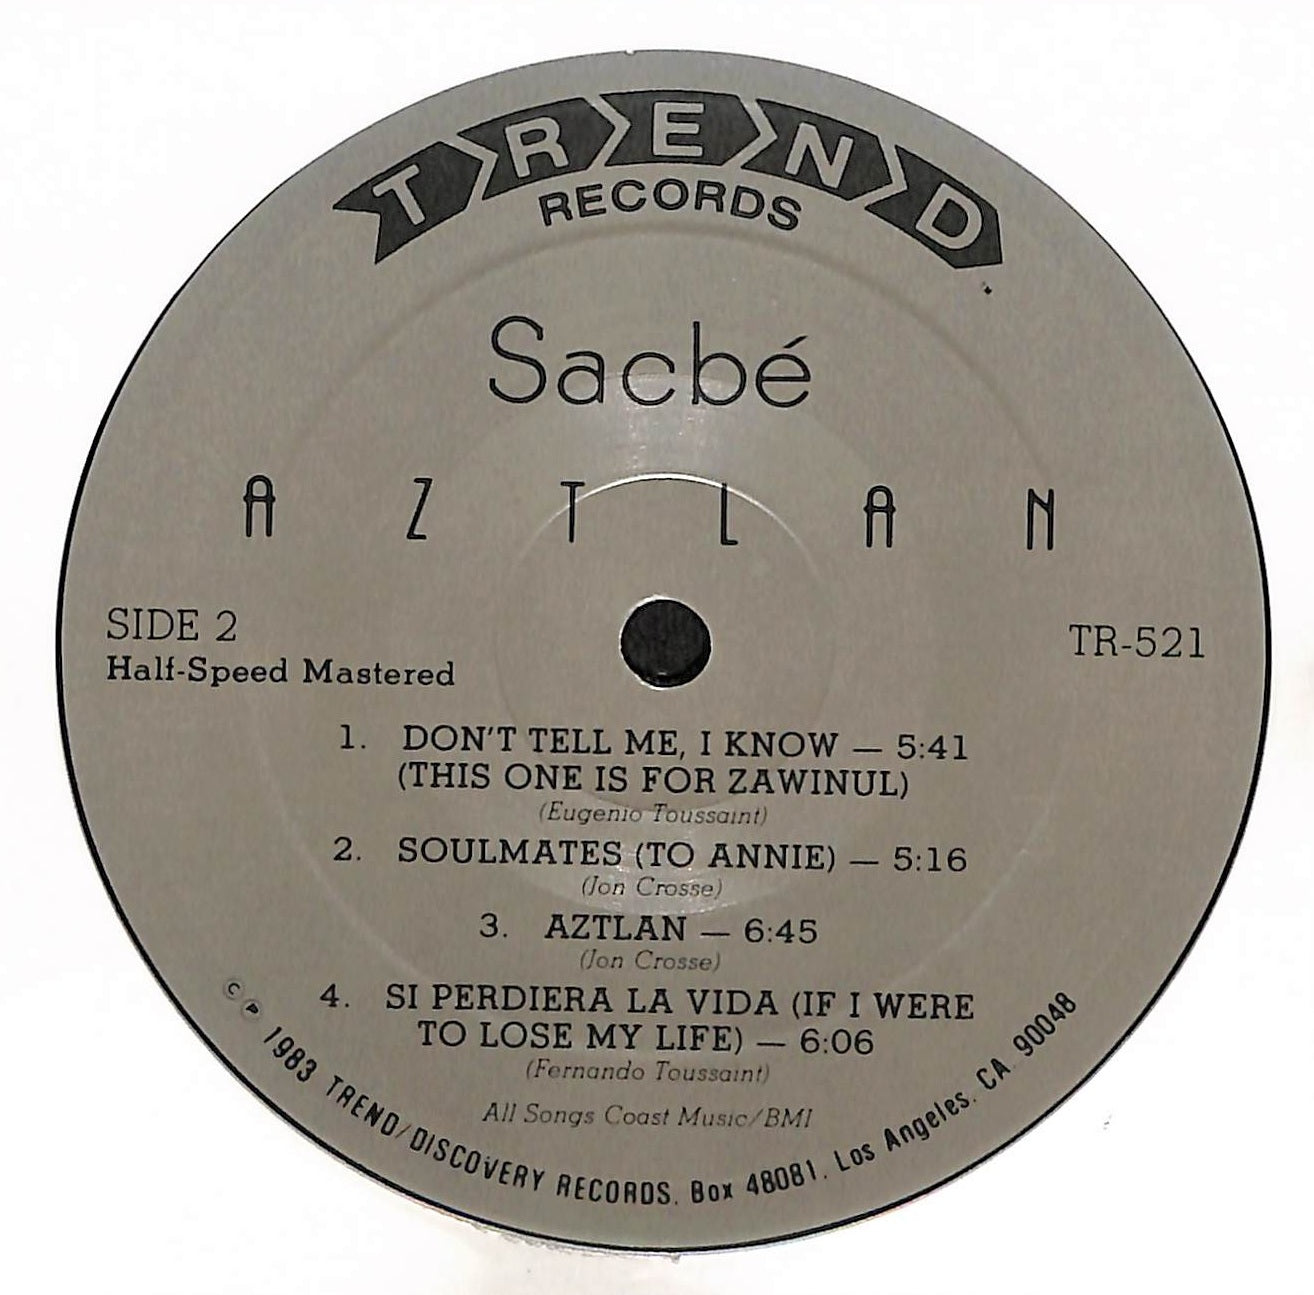 TREND
RECORDS
Sacbé
AZTLAN
SIDE 2
Half-Speed Mastered
TR-521
1. DON'T TELL ME, I KNOW — 5:41
(THIS ONE IS FOR ZAWINUL)
(Eugenio Toussaint)
2. SOULMATES (TO ANNIE) — 5:16
(Jon Crosse)
3. AZTLAN — 6:45
(Jon Crosse)
4. SI PERDIERA LA VIDA (IF I WERE
TO LOSE MY LIFE) — 6:06
(Fernando Toussaint)
All Songs Coast Music/BMI
© ℗ 1983 TREND/DISCOVERY RECORDS. Box 48081. Los Angeles. CA. 90048